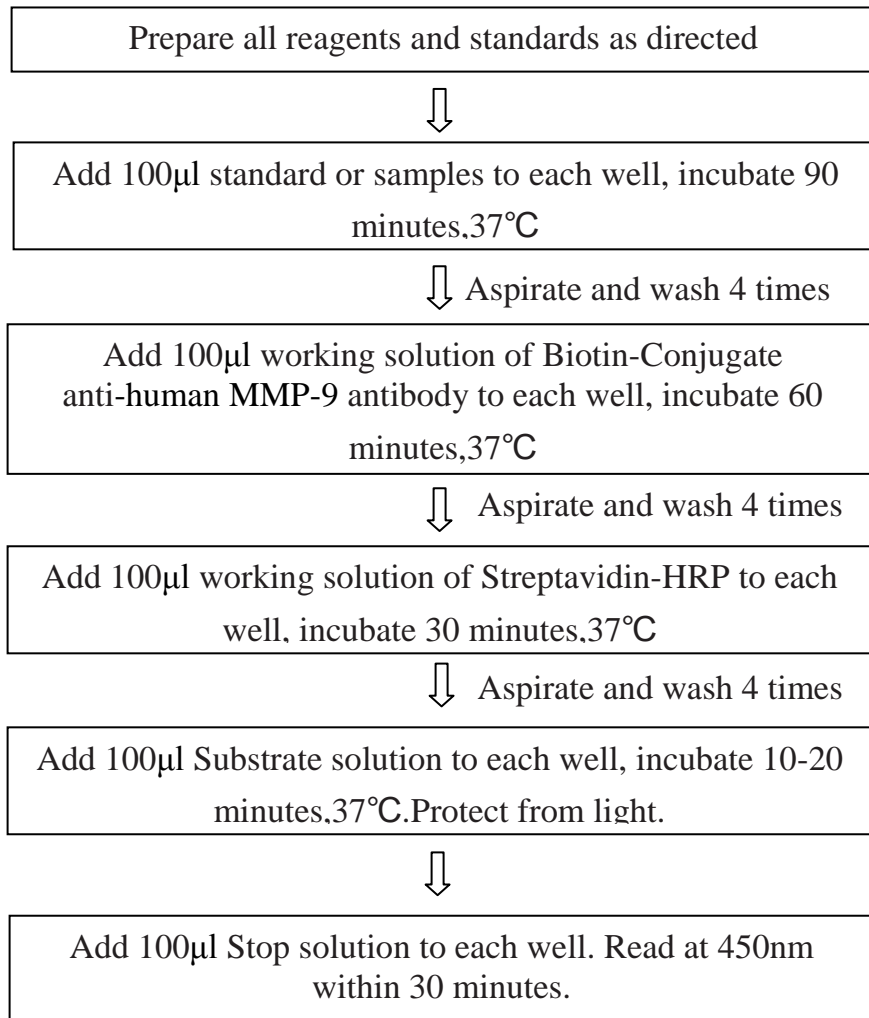 Prepare all reagents and standards as directed
Add 100μl standard or samples to each well, incubate 90
minutes,37℃
Aspirate and wash 4 times
Add 100μl working solution of Biotin-Conjugate
anti-human MMP-9 antibody to each well, incubate 60
minutes,37℃
Aspirate and wash 4 times
Add 100μl working solution of Streptavidin-HRP to each
well, incubate 30 minutes,37℃
Aspirate and wash 4 times
Add 100μl Substrate solution to each well, incubate 10-20
minutes,37℃.Protect from light.
Add 100μl Stop solution to each well. Read at 450nm
within 30 minutes.